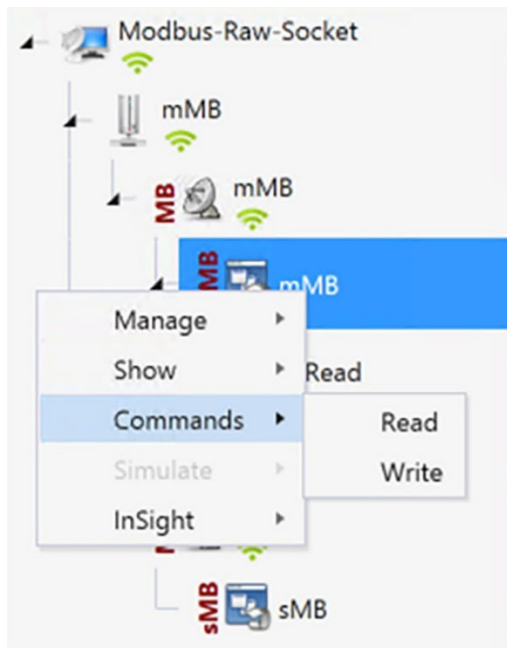 Modbus-Raw-Socket
mMB
MB mMB
MB mMB
Manage
Show
Read
Commands
Read
Simulate
Write
InSight
sMB sMB